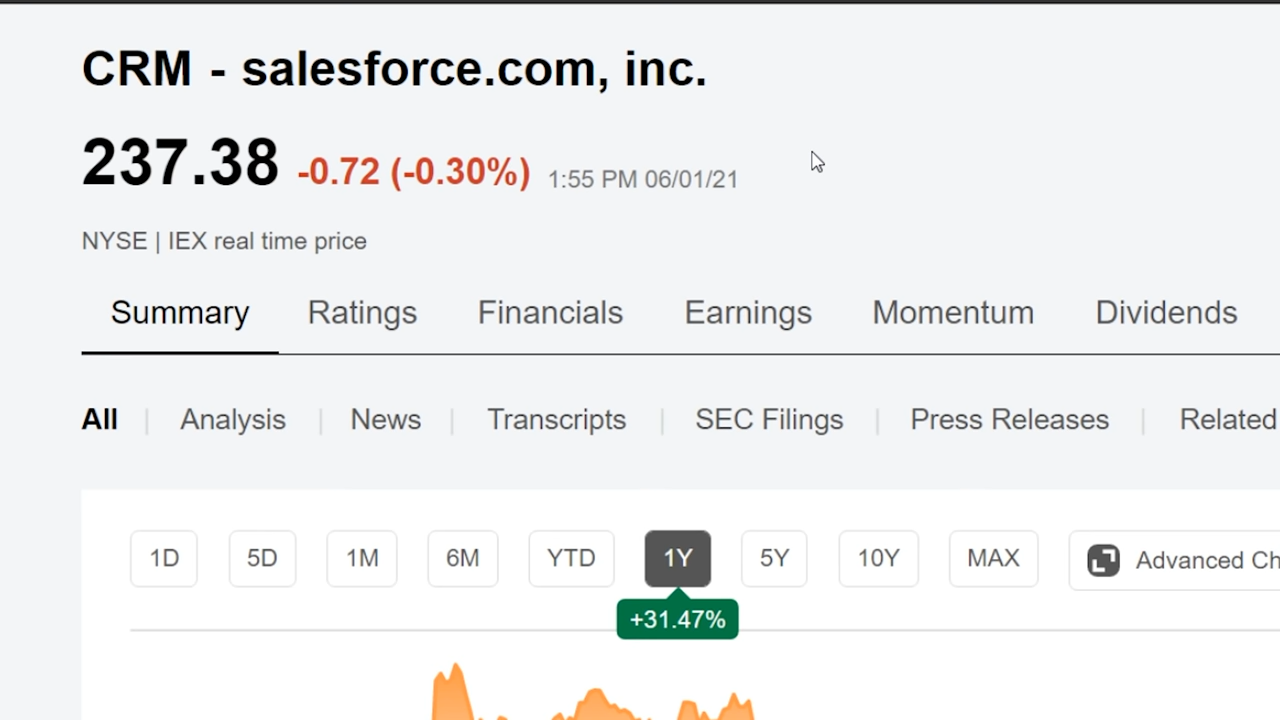 CRM - salesforce.com, inc.
237.38 -0.72 (-0.30%) 1:55 PM 06/01/21
NYSE | IEX real time price
Summary Ratings Financials Earnings Momentum Dividends
All | Analysis | News | Transcripts | SEC Filings | Press Releases | Related
1D 5D 1M 6M YTD 1Y 5Y 10Y MAX Advanced Ch
+31.47%